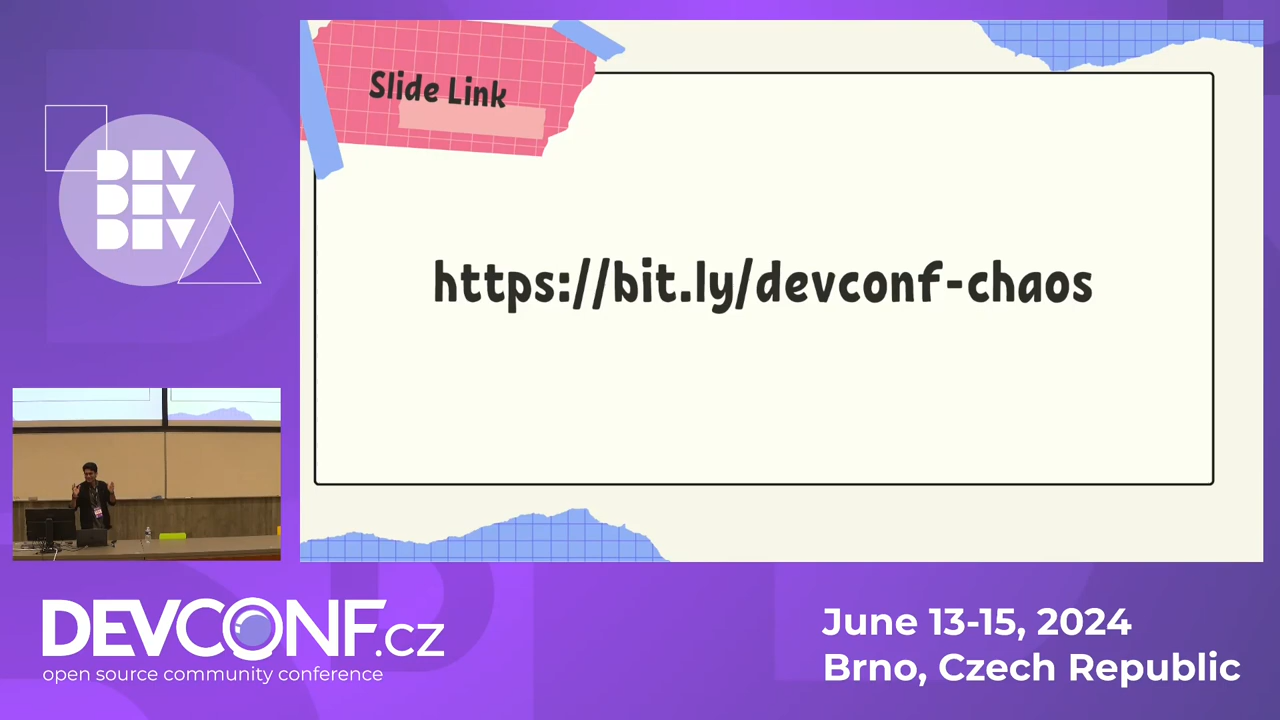 Slide Link
https://bit.ly/devconf-chaos
DEV
DEV
DEV
DEVCONF.cz
open source community conference
June 13-15, 2024
Brno, Czech Republic